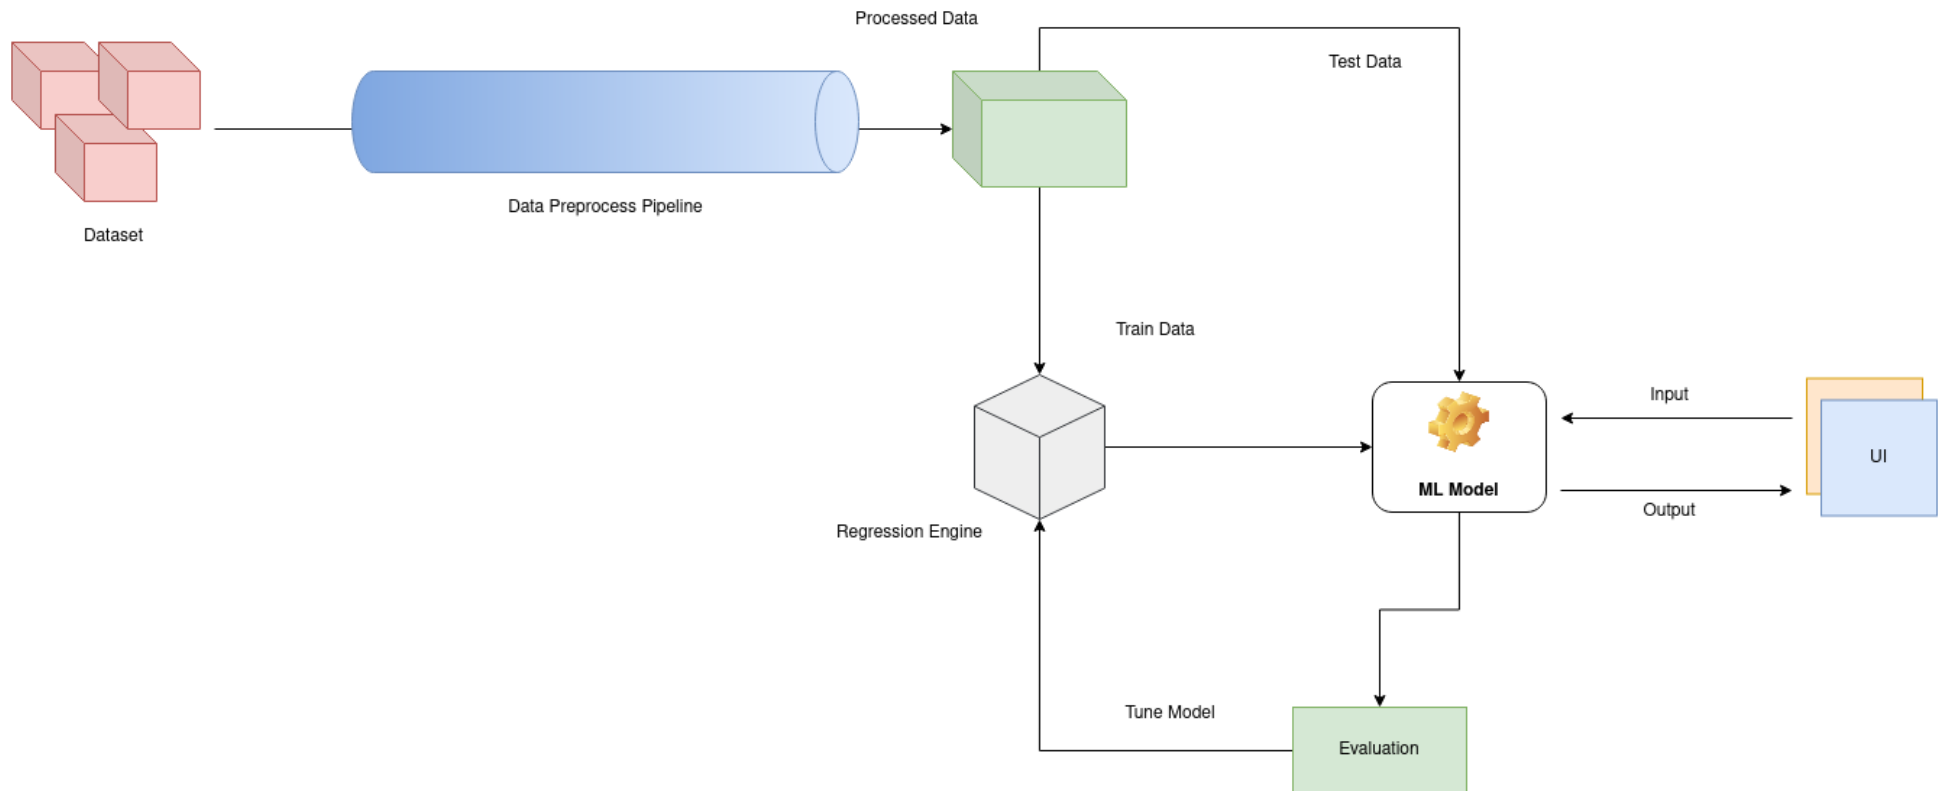 Processed Data
Test Data
Data Preprocess Pipeline
Dataset
Train Data
Input
UI
ML Model
Output
Regression Engine
Tune Model
Evaluation